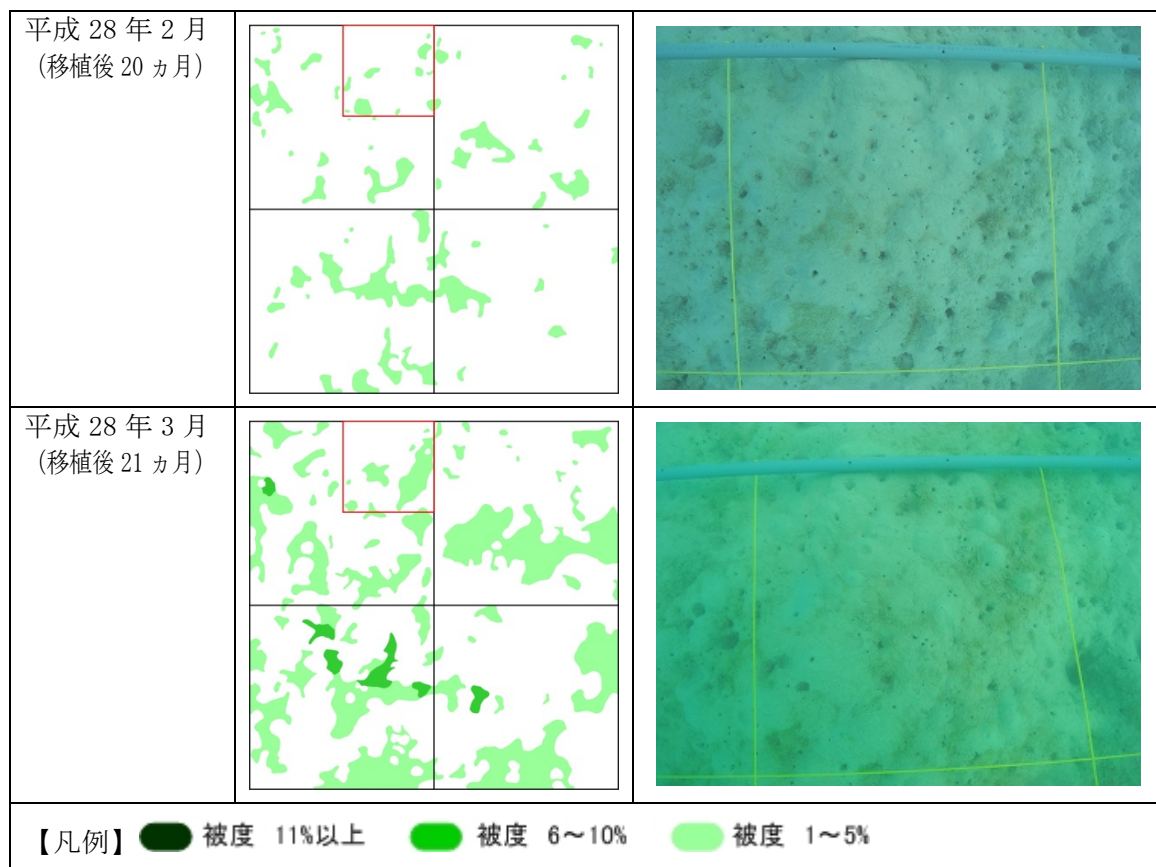 平成 28 年 2 月
(移植後 20 ヵ月)
平成 28 年 3 月
(移植後 21 ヵ月)
【凡例】 被度 11%以上 被度 6～10% 被度 1～5%